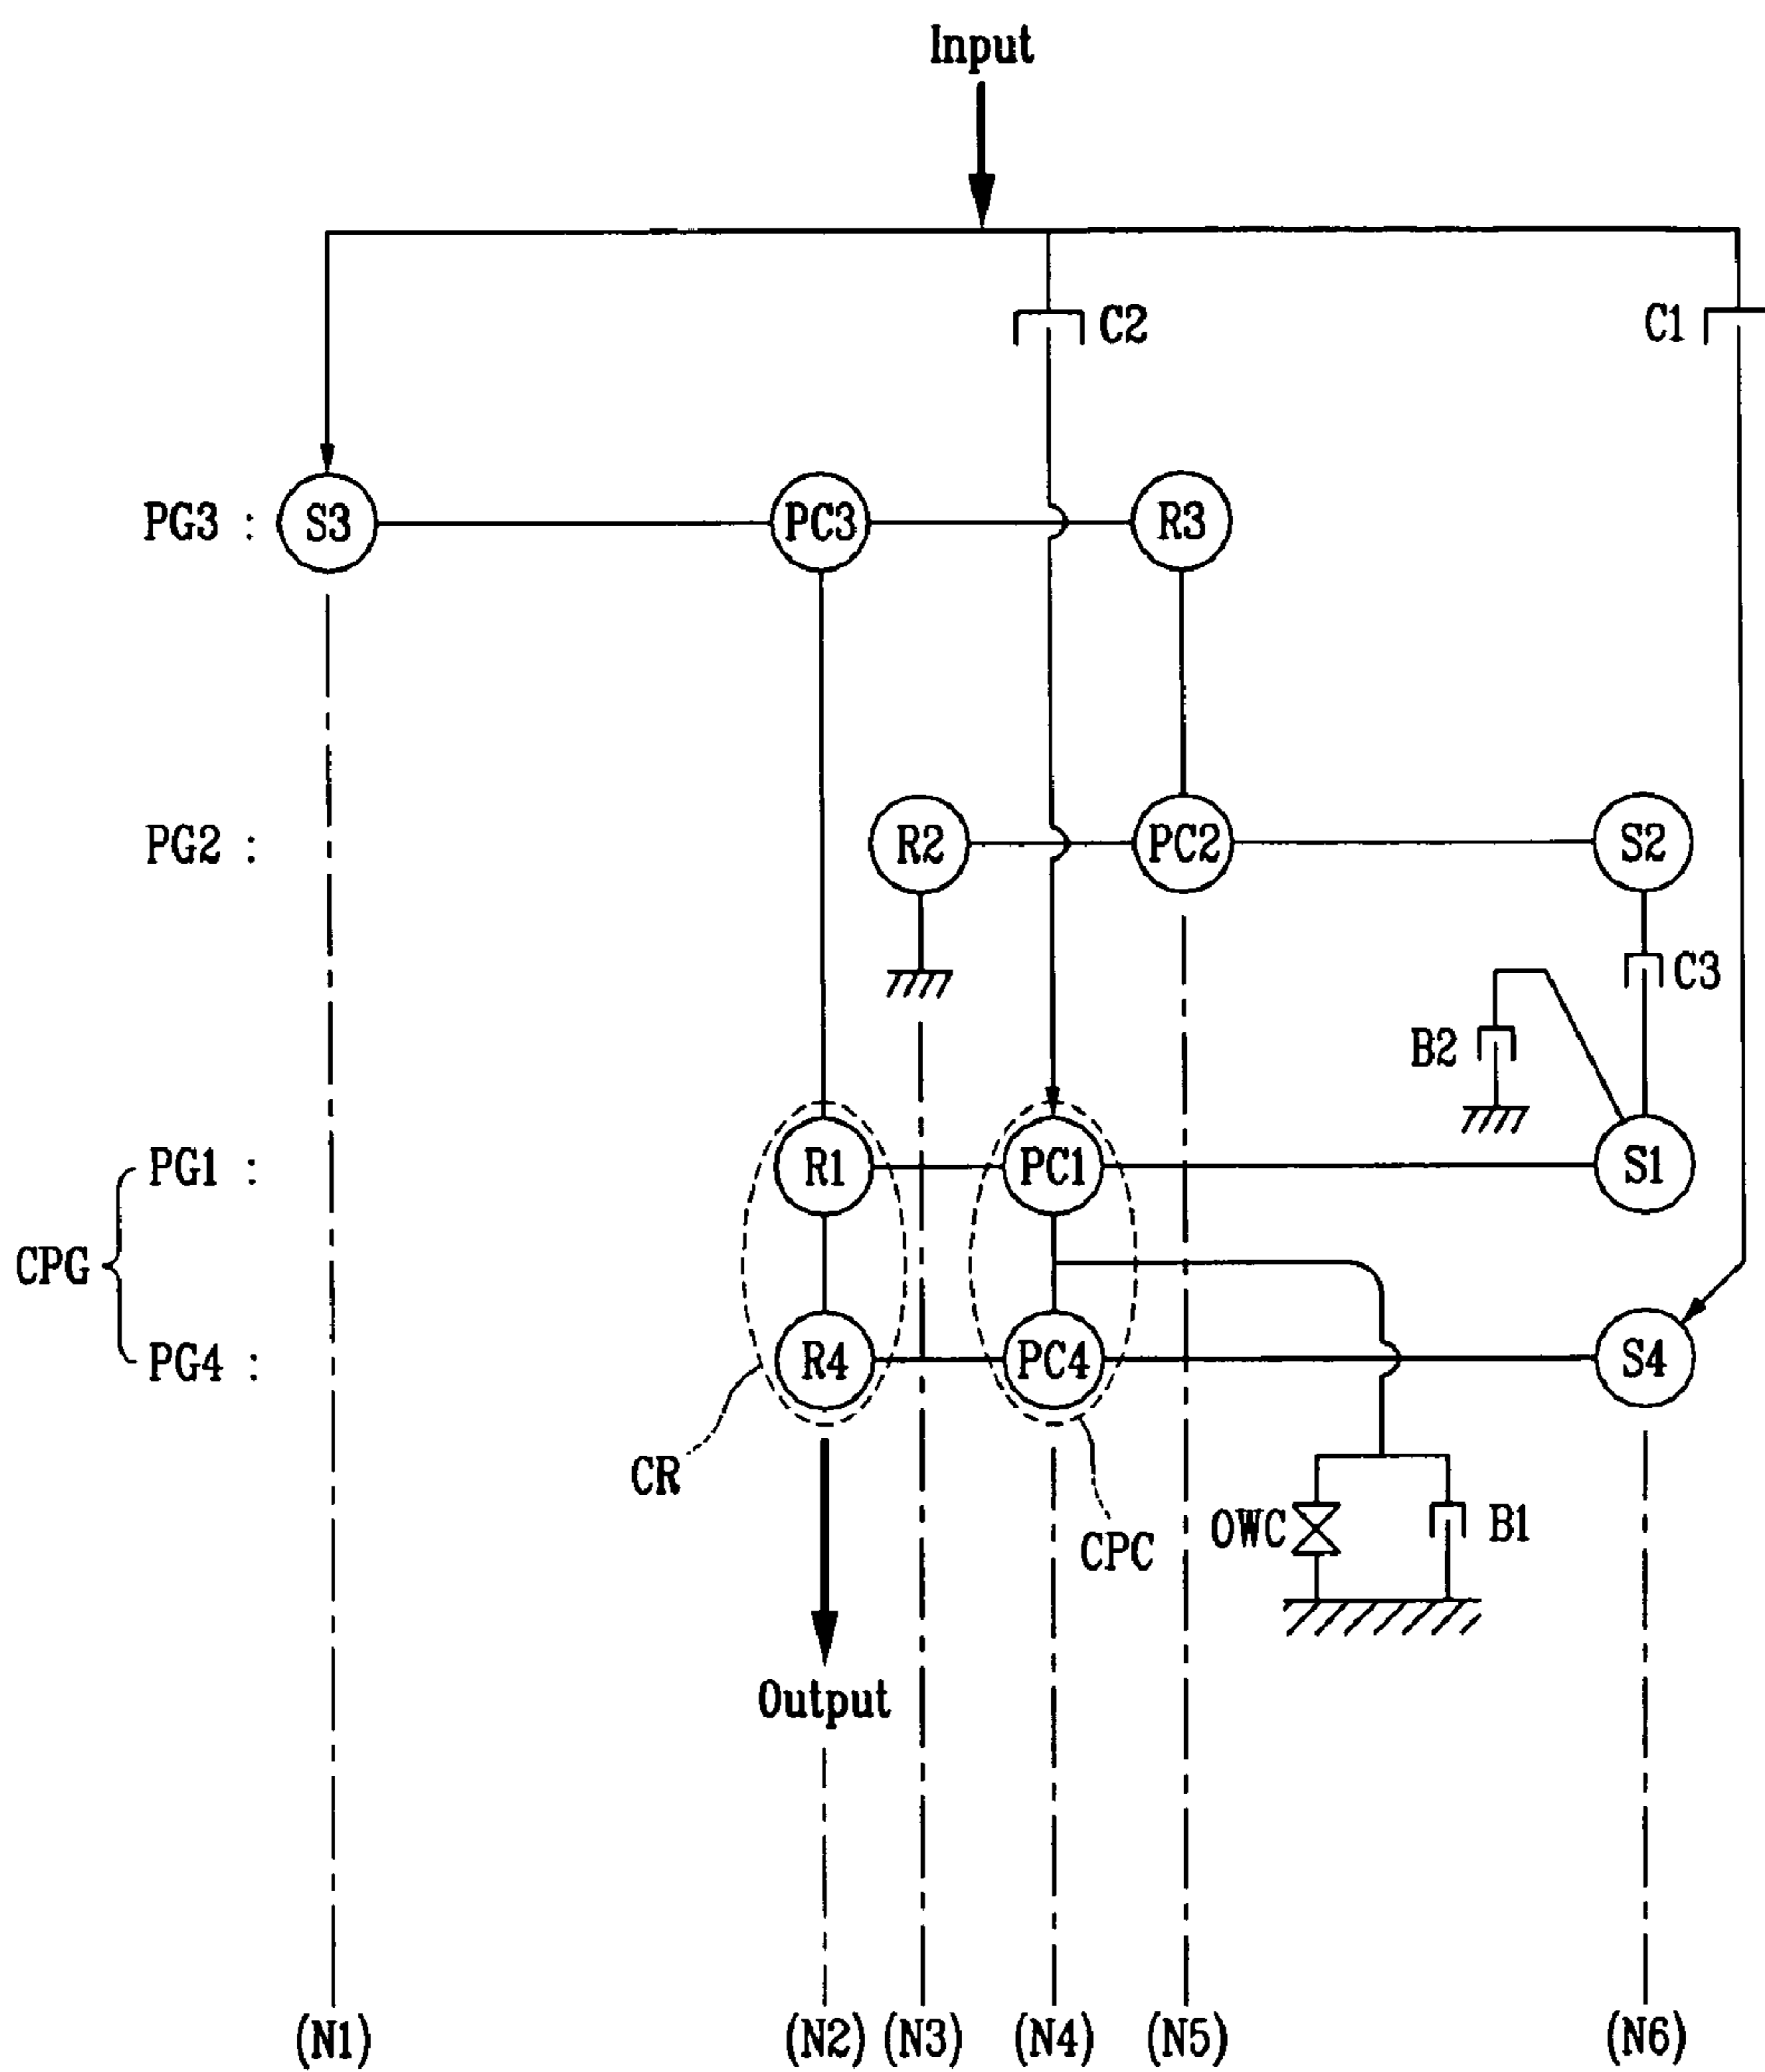 Input
C2
C1
PG3 : S3 PC3 R3
PG2 : R2 PC2 S2
C3
B2
PG1 : R1 PC1 S1
CPG
PG4 : R4 PC4 S4
CR
CPC
OWC
B1
Output
(N1) (N2) (N3) (N4) (N5) (N6)